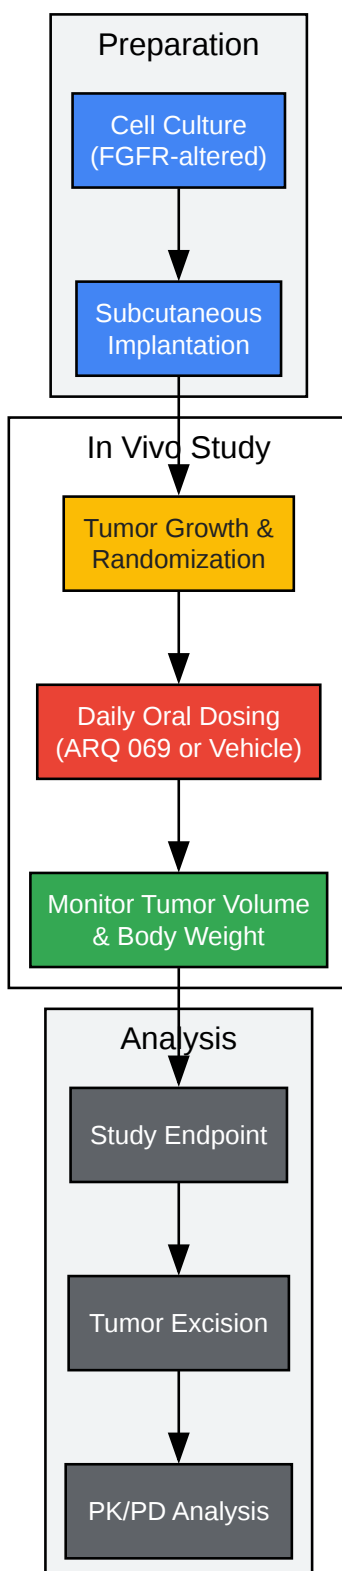 Preparation
Cell Culture
(FGFR-altered)
Subcutaneous
Implantation
In Vivo Study
Tumor Growth &
Randomization
Daily Oral Dosing
(ARQ 069 or Vehicle)
Monitor Tumor Volume
& Body Weight
Analysis
Study Endpoint
Tumor Excision
PK/PD Analysis